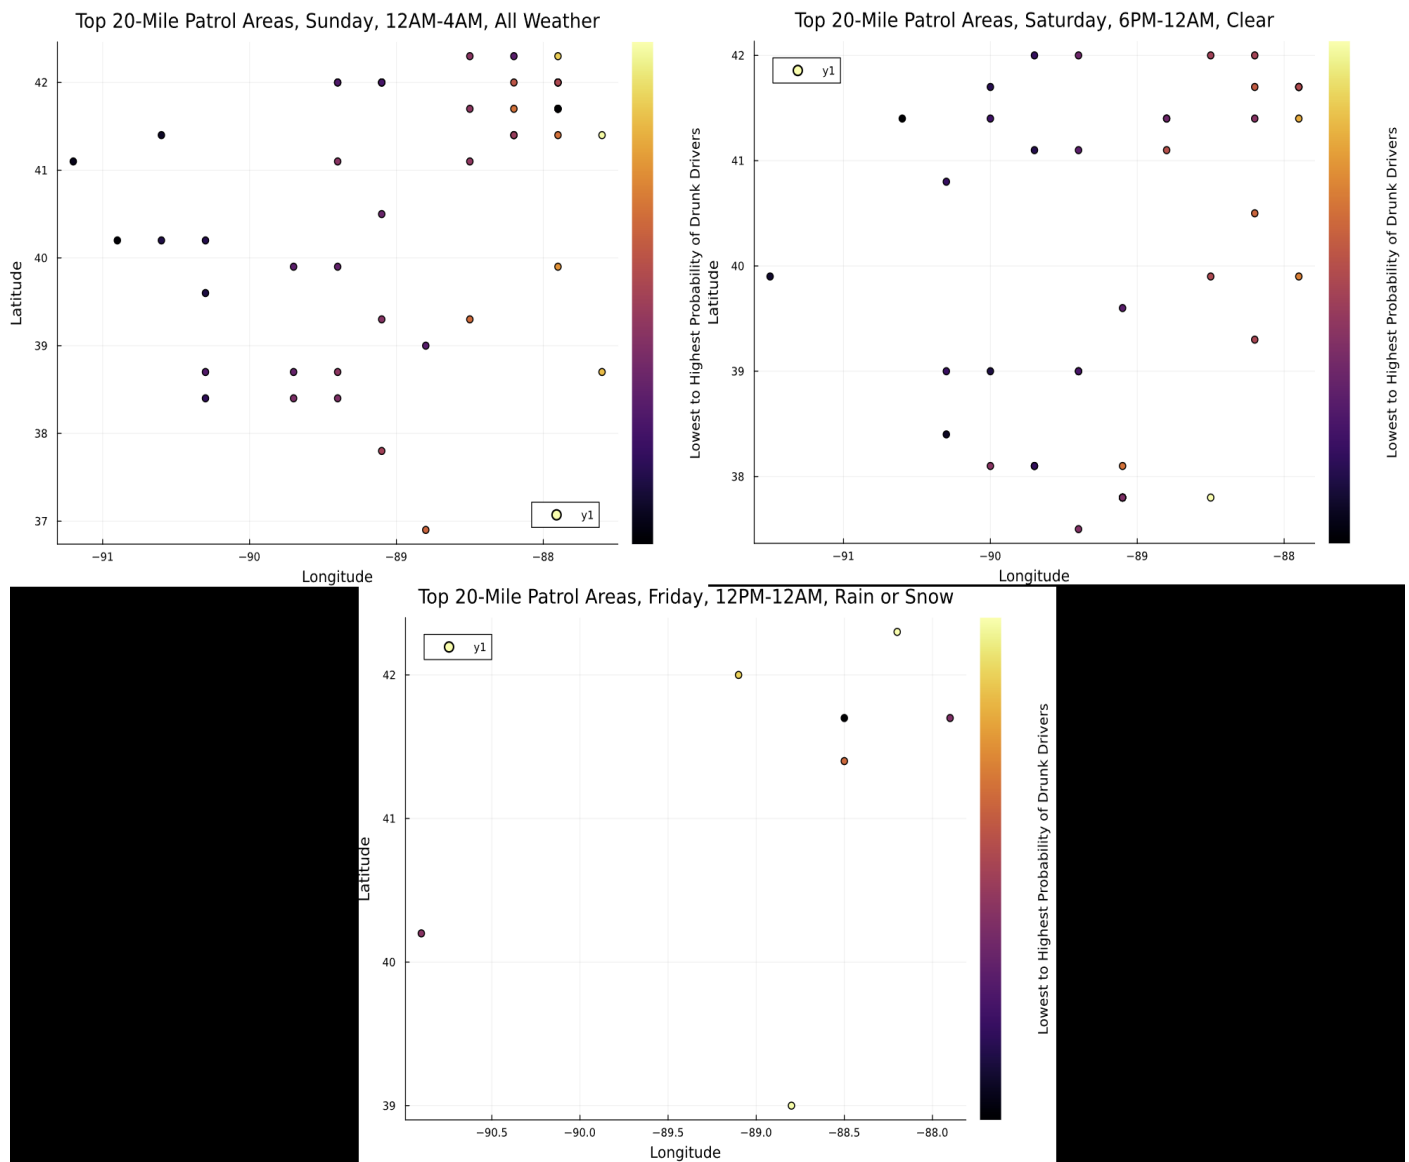 Top 20-Mile Patrol Areas, Sunday, 12AM-4AM, All Weather
42
41
40
39
38
37
Latitude
−91
−90
−89
−88
Longitude
y1
Lowest to Highest Probability of Drunk Drivers
Top 20-Mile Patrol Areas, Saturday, 6PM-12AM, Clear
y1
42
41
40
39
38
Latitude
−91
−90
−89
−88
Longitude
Lowest to Highest Probability of Drunk Drivers
Top 20-Mile Patrol Areas, Friday, 12PM-12AM, Rain or Snow
y1
42
41
40
39
Latitude
−90.5
−90.0
−89.5
−89.0
−88.5
−88.0
Longitude
Lowest to Highest Probability of Drunk Drivers